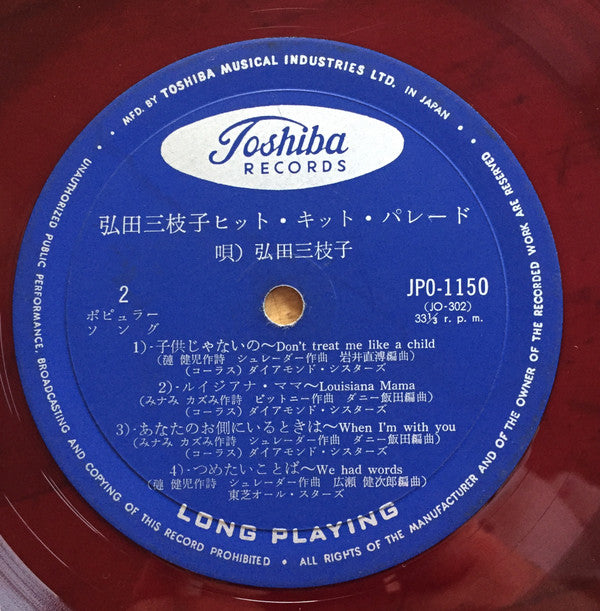 MFD. BY TOSHIBA MUSICAL INDUSTRIES LTD. IN JAPAN
Toshiba
RECORDS
弘田三枝子ヒット・キット・パレード
唄) 弘田三枝子
2
ポピュラー
ソング
JPO-1150
(JO-302)
33⅓ r. p. m.
1)・子供じゃないの〜Don't treat me like a child
(漣 健児作詩 シュレーダー作曲 岩井直溥編曲)
(コーラス) ダイアモンド・シスターズ
2)・ルイジアナ・ママ〜Louisiana Mama
(みナみ カズみ作詩 ピットニー作曲 ダニー飯田編曲)
(コーラス) ダイアモンド・シスターズ
3)・あなたのお側にいるときは〜When I'm with you
(みナみ カズみ作詩 シュレーダー作曲 ダニー飯田編曲)
(コーラス) ダイアモンド・シスターズ
4)・つめたいことば〜We had words
(漣 健児作詩 シュレーダー作曲 広瀬 健次郎編曲)
東芝オール・スターズ
LONG PLAYING
UNAUTHORIZED PUBLIC PERFORMANCE, BROADCASTING AND COPYING OF THIS RECORD PROHIBITED • ALL RIGHTS OF THE MANUFACTURER AND OF THE OWNER OF THE RECORDED WORK ARE RESERVED